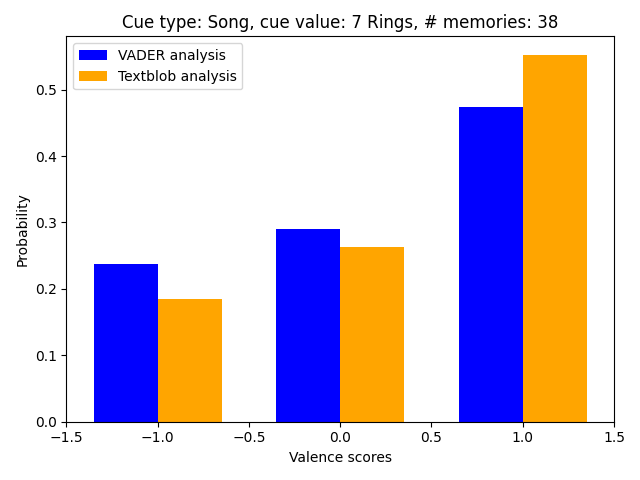 Cue type: Song, cue value: 7 Rings, # memories: 38
VADER analysis
Textblob analysis
Probability
0.5
0.4
0.3
0.2
0.1
0.0
−1.5 −1.0 −0.5 0.0 0.5 1.0 1.5
Valence scores